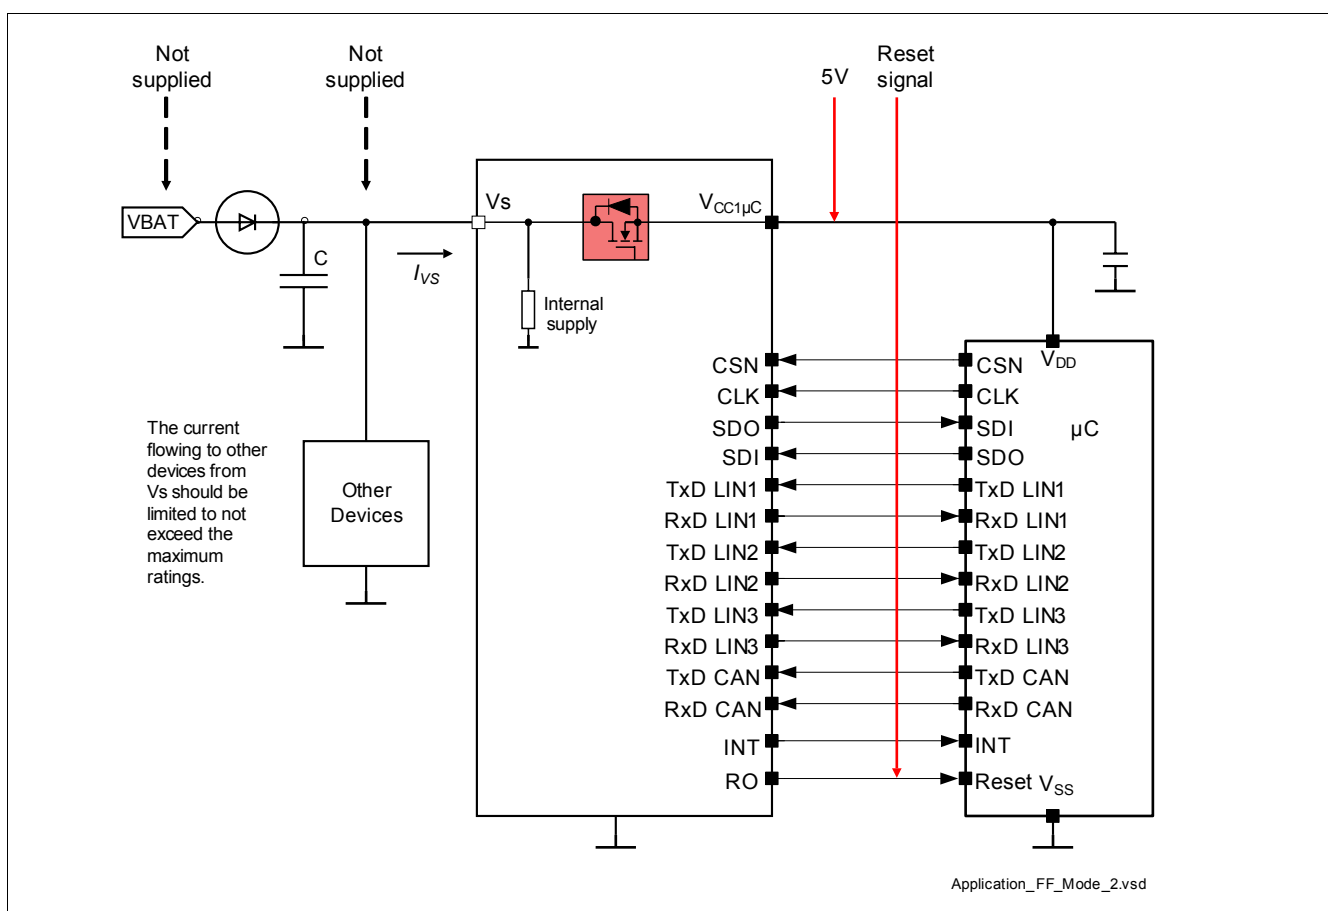 Not
supplied
Not
supplied
5V
Reset
signal
VBAT
Vs
VCC1µC
C
IVS
Internal
supply
The current
flowing to other
devices from
Vs should be
limited to not
exceed the
maximum
ratings.
Other
Devices
CSN
CLK
SDO
SDI
TxD LIN1
RxD LIN1
TxD LIN2
RxD LIN2
TxD LIN3
RxD LIN3
TxD CAN
RxD CAN
INT
RO
VDD
CSN
CLK
SDI
µC
SDO
TxD LIN1
RxD LIN1
TxD LIN2
RxD LIN2
TxD LIN3
RxD LIN3
TxD CAN
RxD CAN
INT
Reset VSS
Application_FF_Mode_2.vsd